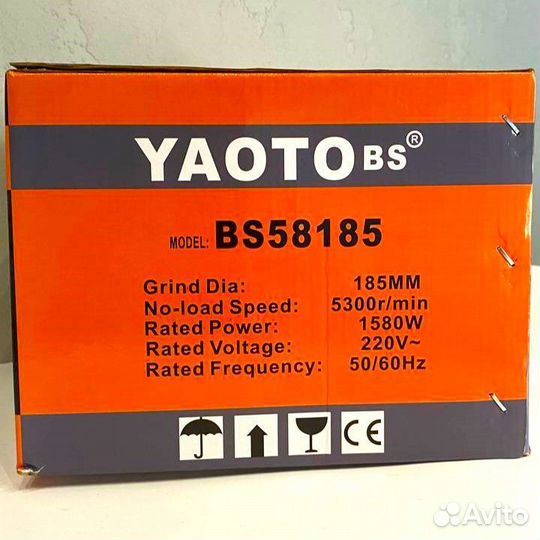 YAOTO BS®
MODEL: BS58185
Grind Dia: 185MM
No-load Speed: 5300r/min
Rated Power: 1580W
Rated Voltage: 220V~
Rated Frequency: 50/60Hz
CE
Avito